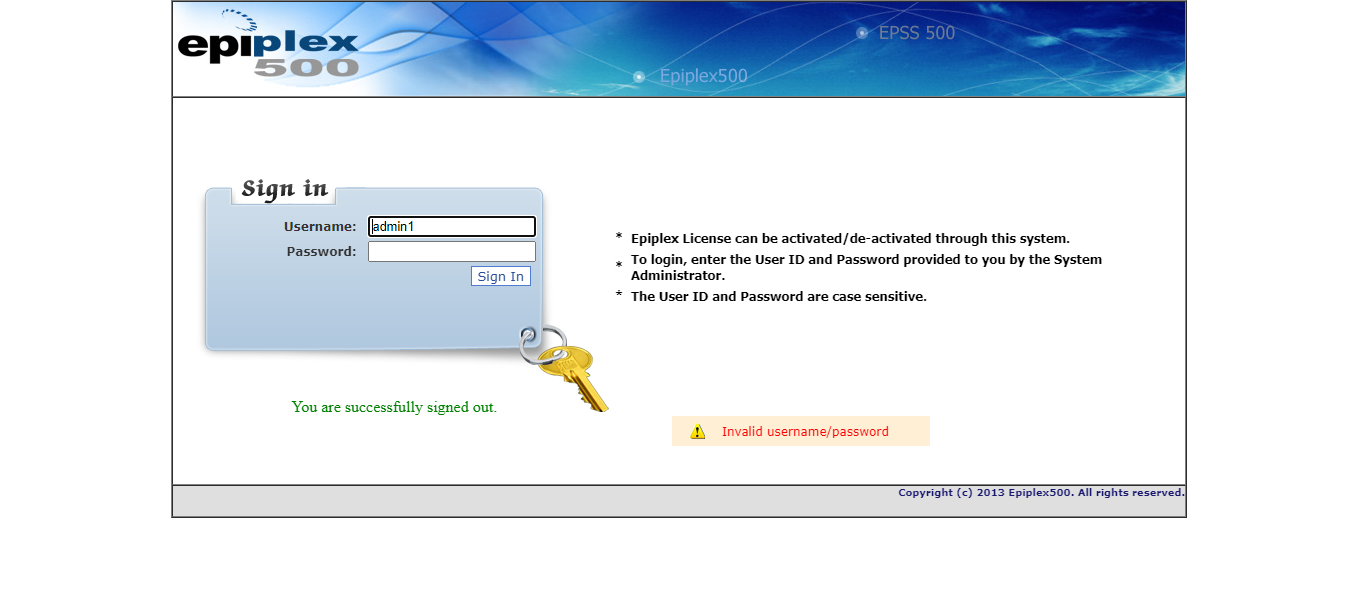 epiplex
500
EPSS 500
Epiplex500
Sign in
Username: admin1
Password:
Sign In
* Epiplex License can be activated/de-activated through this system.
* To login, enter the User ID and Password provided to you by the System
Administrator.
* The User ID and Password are case sensitive.
You are successfully signed out.
Invalid username/password
Copyright (c) 2013 Epiplex500. All rights reserved.